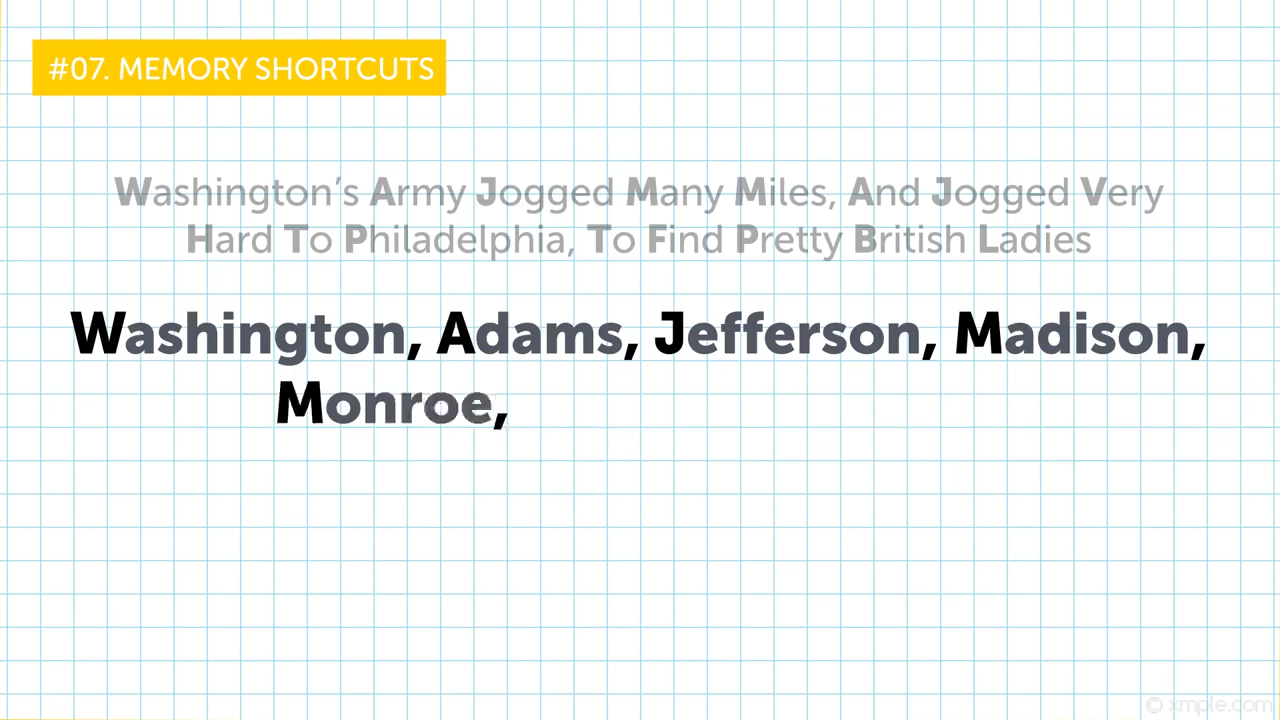 #07. MEMORY SHORTCUTS
Washington's Army Jogged Many Miles, And Jogged Very
Hard To Philadelphia, To Find Pretty British Ladies
Washington, Adams, Jefferson, Madison,
Monroe,
© xmple.com